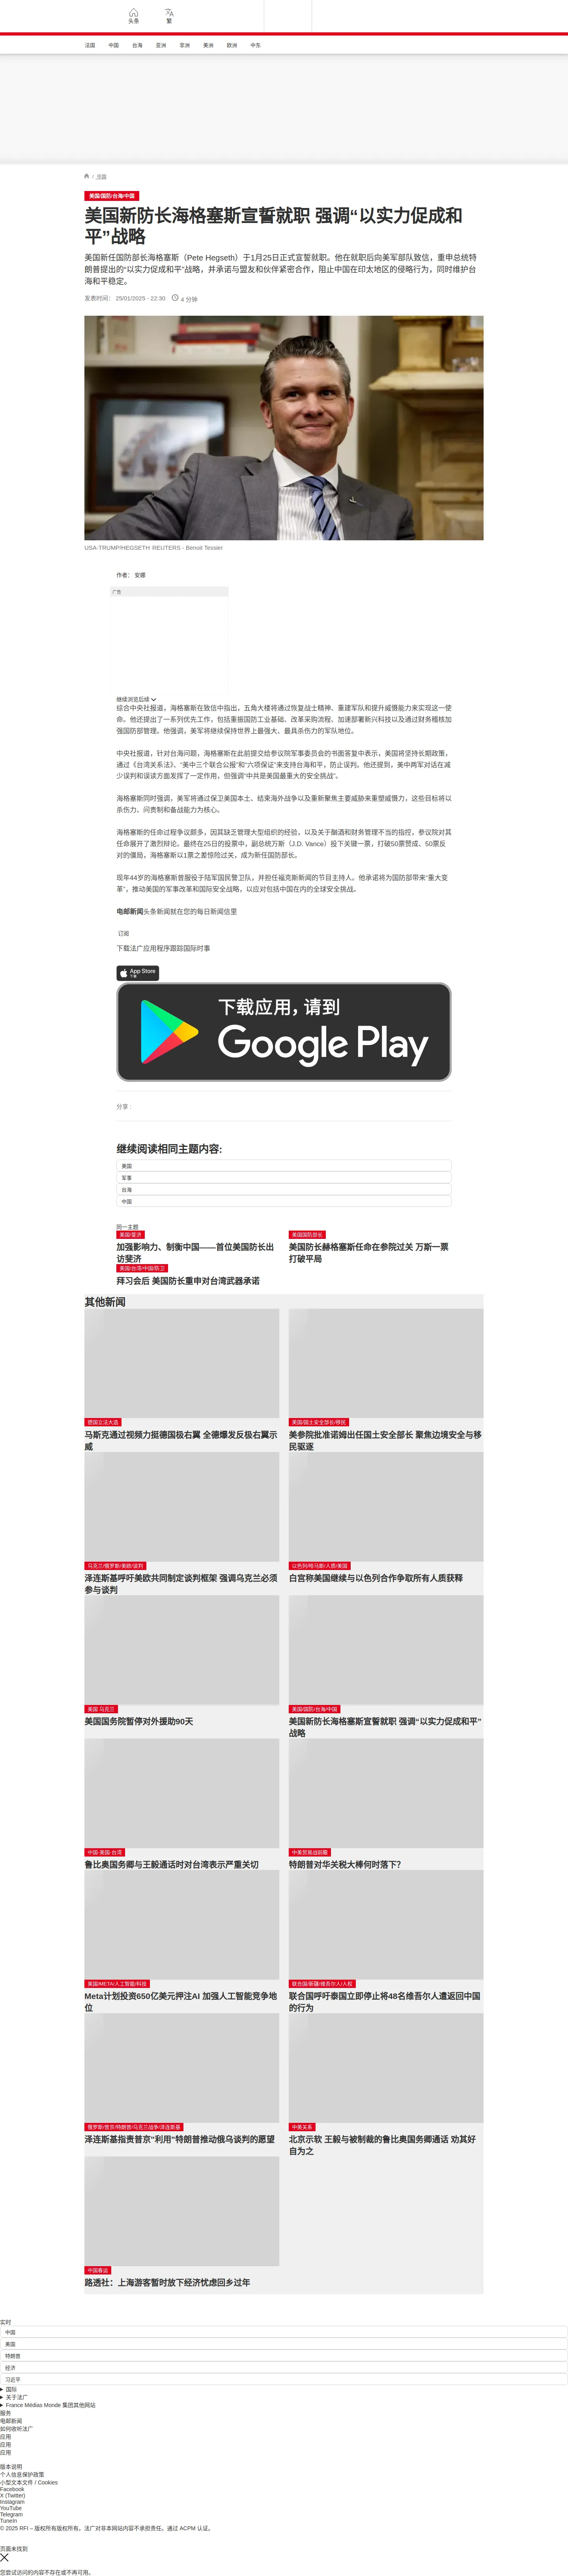 头条
繁
法国 中国 台海 亚洲 非洲 美洲 欧洲 中东
/ 中国
美国/国防/台海/中国
美国新防长海格塞斯宣誓就职 强调“以实力促成和
平”战略
美国新任国防部长海格塞斯（Pete Hegseth）于1月25日正式宣誓就职。他在就职后向美军部队致信，重申总统特
朗普提出的“以实力促成和平”战略，并承诺与盟友和伙伴紧密合作，阻止中国在印太地区的侵略行为，同时维护台
海和平稳定。
发表时间： 25/01/2025 - 22:30 4 分钟
USA-TRUMP/HEGSETH REUTERS - Benoit Tessier
作者： 安娜
广告
继续浏览后续
综合中央社报道，海格塞斯在致信中指出，五角大楼将通过恢复战士精神、重建军队和提升威慑能力来实现这一使
命。他还提出了一系列优先工作，包括重振国防工业基础、改革采购流程、加速部署新兴科技以及通过财务稽核加
强国防部管理。他强调，美军将继续保持世界上最强大、最具杀伤力的军队地位。
中央社报道，针对台海问题，海格塞斯在此前提交给参议院军事委员会的书面答复中表示，美国将坚持长期政策，
通过《台湾关系法》、“美中三个联合公报”和“六项保证”来支持台海和平，防止误判。他还提到，美中两军对话在减
少误判和误读方面发挥了一定作用，但强调“中共是美国最重大的安全挑战”。
海格塞斯同时强调，美军将通过保卫美国本土、结束海外战争以及重新聚焦主要威胁来重塑威慑力，这些目标将以
杀伤力、问责制和备战能力为核心。
海格塞斯的任命过程争议颇多，因其缺乏管理大型组织的经验，以及关于酗酒和财务管理不当的指控，参议院对其
任命展开了激烈辩论。最终在25日的投票中，副总统万斯（J.D. Vance）投下关键一票，打破50票赞成、50票反
对的僵局，海格塞斯以1票之差惊险过关，成为新任国防部长。
现年44岁的海格塞斯曾服役于陆军国民警卫队，并担任福克斯新闻的节目主持人。他承诺将为国防部带来“重大变
革”，推动美国的军事改革和国际安全战略，以应对包括中国在内的全球安全挑战。
电邮新闻头条新闻就在您的每日新闻信里
订阅
下载法广应用程序跟踪国际时事
App Store
下载
下载应用，请到
Google Play
分享 :
继续阅读相同主题内容:
美国
军事
台海
中国
同一主题
美国/菲济
加强影响力、制衡中国——首位美国防长出
访斐济
美国国防部长
美国防长赫格塞斯任命在参院过关 万斯一票
打破平局
美国/台湾/中国/防卫
拜习会后 美国防长重申对台湾武器承诺
其他新闻
德国立法大选
马斯克通过视频力挺德国极右翼 全德爆发反极右翼示
威
美国/国土安全部长/移民
美参院批准诺姆出任国土安全部长 聚焦边境安全与移
民驱逐
乌克兰/俄罗斯/美欧/谈判
泽连斯基呼吁美欧共同制定谈判框架 强调乌克兰必须
参与谈判
以色列/哈马斯/人质/美国
白宫称美国继续与以色列合作争取所有人质获释
美国 乌克兰
美国国务院暂停对外援助90天
美国/国防/台海/中国
美国新防长海格塞斯宣誓就职 强调“以实力促成和平”
战略
中国·美国·台湾
鲁比奥国务卿与王毅通话时对台湾表示严重关切
中美贸易战前瞻
特朗普对华关税大棒何时落下?
美国/META/人工智能/科技
Meta计划投资650亿美元押注AI 加强人工智能竞争地
位
联合国/新疆/维吾尔人/人权
联合国呼吁泰国立即停止将48名维吾尔人遣返回中国
的行为
俄罗斯/普京/特朗普/乌克兰战争/泽连斯基
泽连斯基指责普京“利用”特朗普推动俄乌谈判的愿望
中美关系
北京示软 王毅与被制裁的鲁比奥国务卿通话 劝其好
自为之
中国春运
路透社：上海游客暂时放下经济忧虑回乡过年
实时
中国
美国
特朗普
经济
习近平
国际
关于法广
France Médias Monde 集团其他网站
服务
电邮新闻
如何收听法广
应用
应用
应用
版本说明
个人信息保护政策
小型文本文件 / Cookies
Facebook
X (Twitter)
Instagram
YouTube
Telegram
TuneIn
© 2025 RFI – 版权所有版权所有。法广对非本网站内容不承担责任。通过 ACPM 认证。
页面未找到
您尝试访问的内容不存在或不再可用。